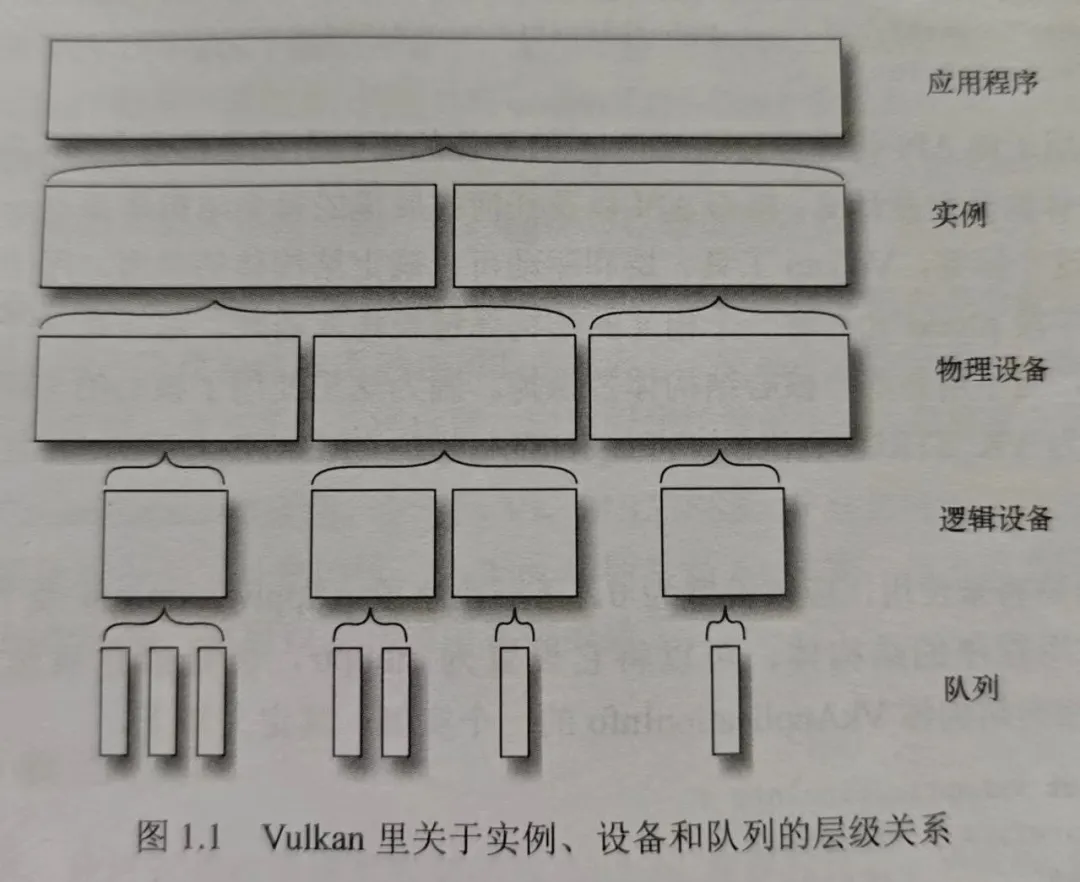 应用程序
实例
物理设备
逻辑设备
队列
图 1.1 Vulkan 里关于实例、设备和队列的层级关系